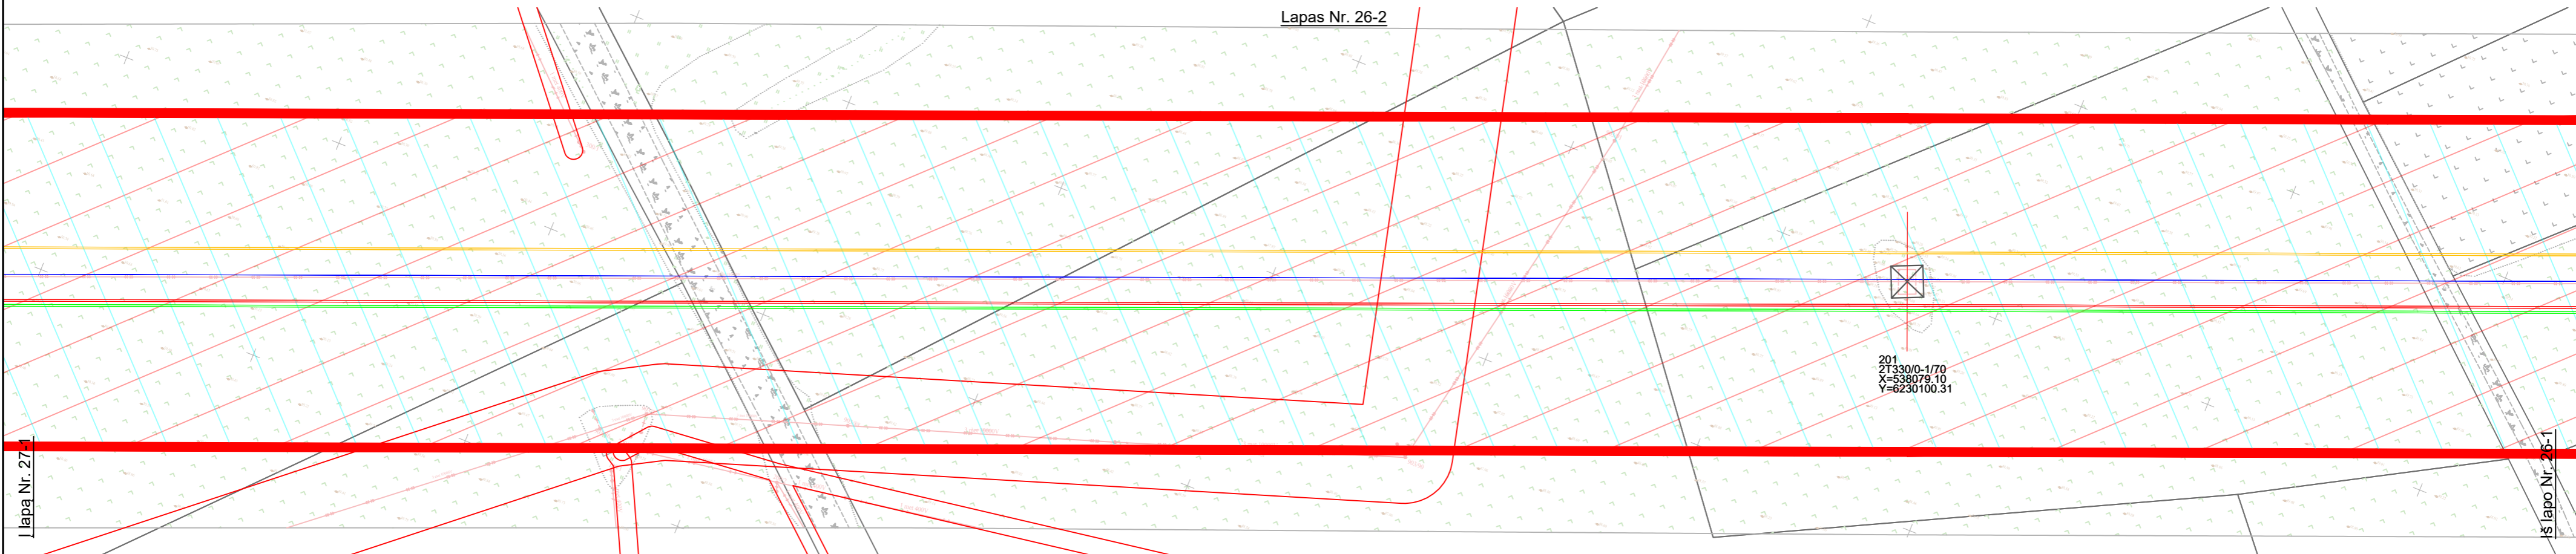 Lapas Nr. 26-2
Į lapą Nr. 27-1
201
2T330/0-1/70
X=538079.10
Y=6230100.31
Iš lapo Nr. 26-1